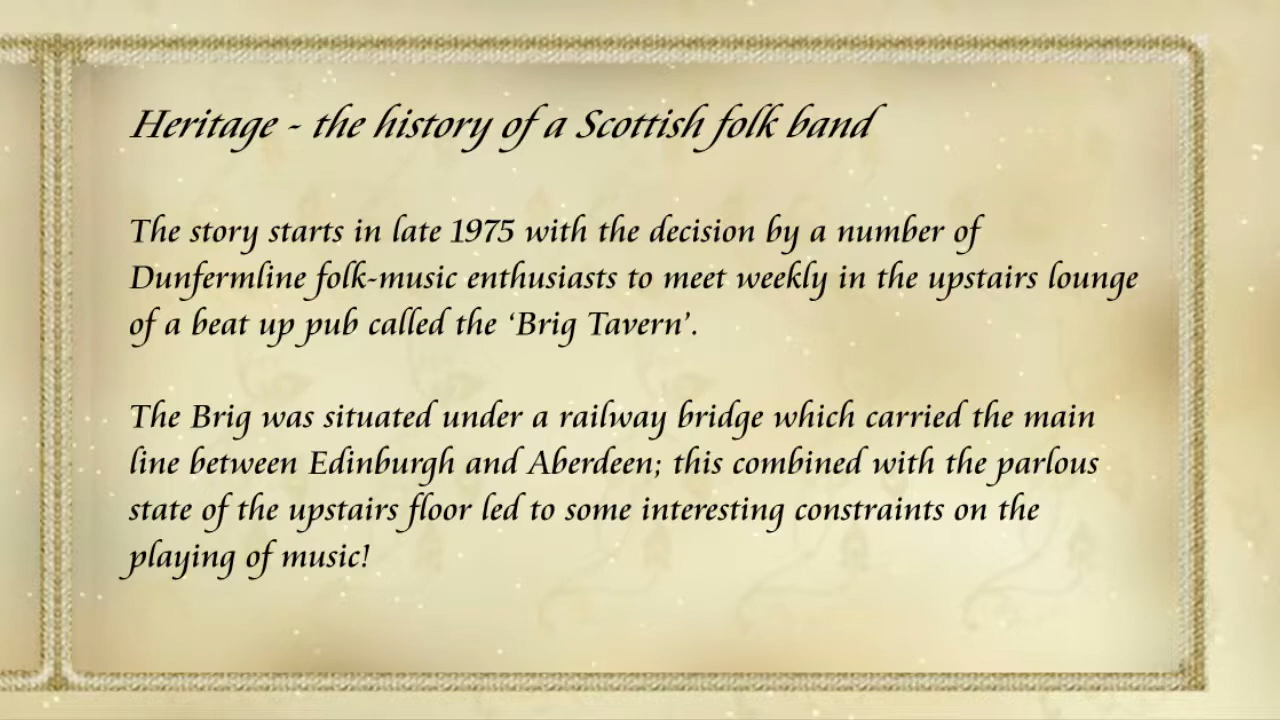 Heritage - the history of a Scottish folk band
The story starts in late 1975 with the decision by a number of
Dunfermline folk-music enthusiasts to meet weekly in the upstairs lounge
of a beat up pub called the ‘Brig Tavern’.
The Brig was situated under a railway bridge which carried the main
line between Edinburgh and Aberdeen; this combined with the parlous
state of the upstairs floor led to some interesting constraints on the
playing of music!